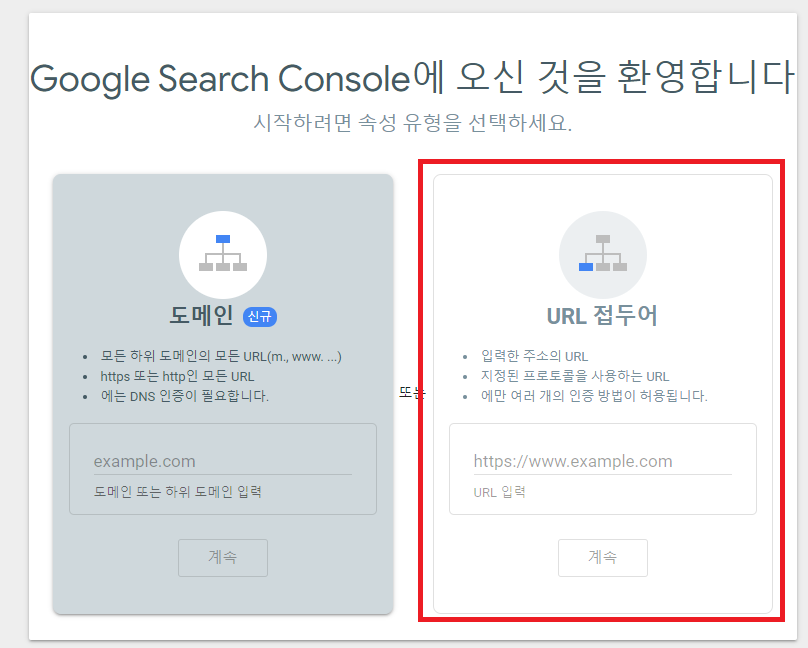 Google Search Console에 오신 것을 환영합니다
시작하려면 속성 유형을 선택하세요.
도메인 신규
모든 하위 도메인의 모든 URL(m., www. ...)
https 또는 http인 모든 URL
에는 DNS 인증이 필요합니다.
example.com
도메인 또는 하위 도메인 입력
계속
또는
URL 접두어
입력한 주소의 URL
지정된 프로토콜을 사용하는 URL
에만 여러 개의 인증 방법이 허용됩니다.
https://www.example.com
URL 입력
계속